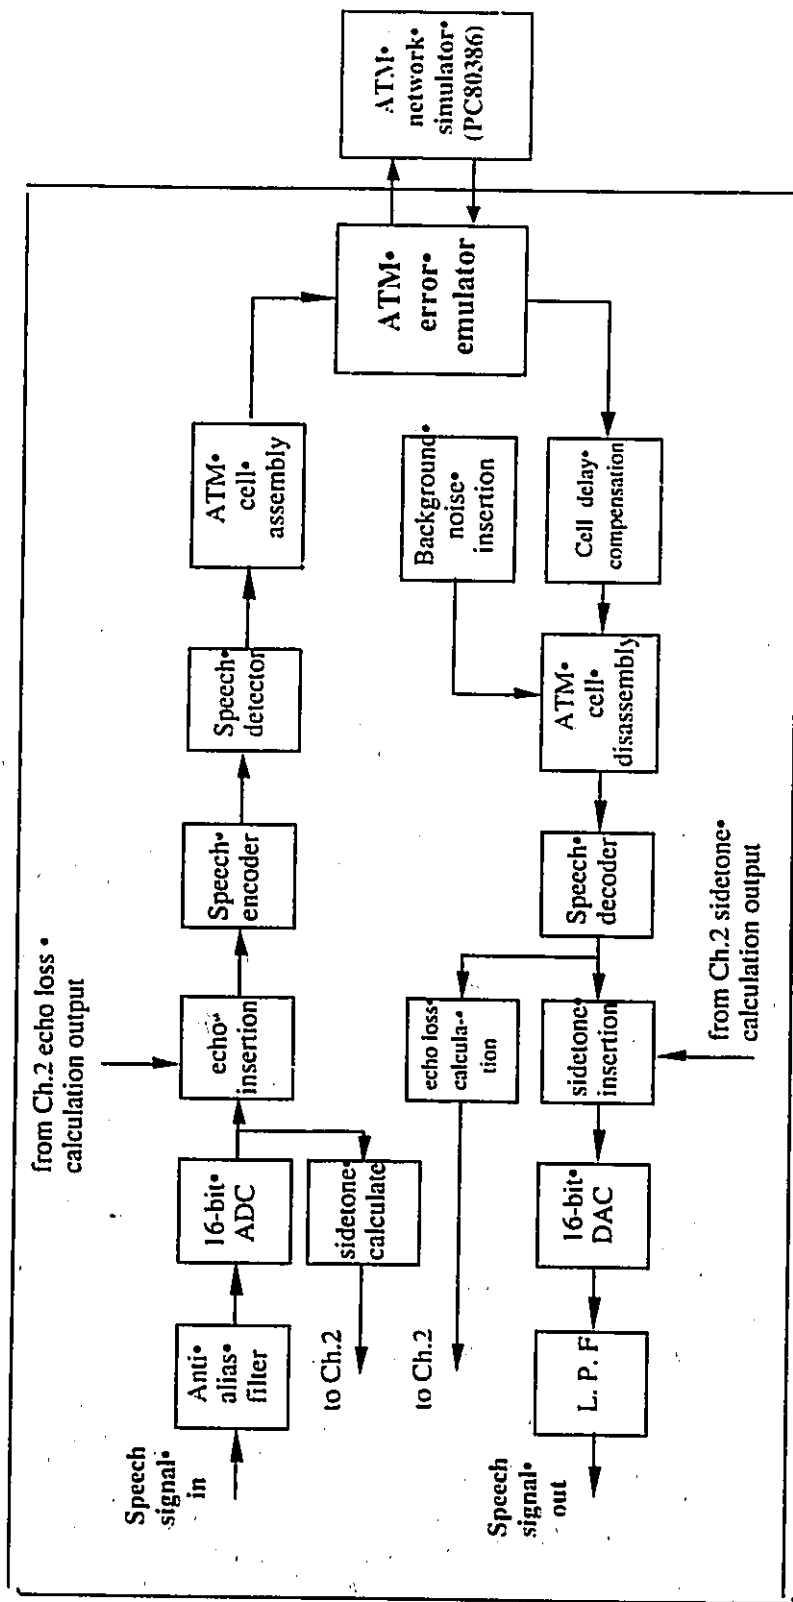 from Ch.2 echo loss •
calculation output
Speech
signal•
in
Anti•
alias•
filter
16-bit•
ADC
echo•
insertion
Speech•
encoder
Speech•
detector
ATM•
cell•
assembly
sidetone•
calculate
to Ch.2
ATM•
error•
emulator
ATM•
network•
simulator•
(PC80386)
to Ch.2
echo loss•
calcula-•
tion
Background•
noise•
insertion
Speech
signal•
out
L. P. F
16-bit•
DAC
sidetone•
insertion
Speech•
decoder
ATM•
cell•
disassembly
Cell delay•
compensation
from Ch.2 sidetone•
calculation output